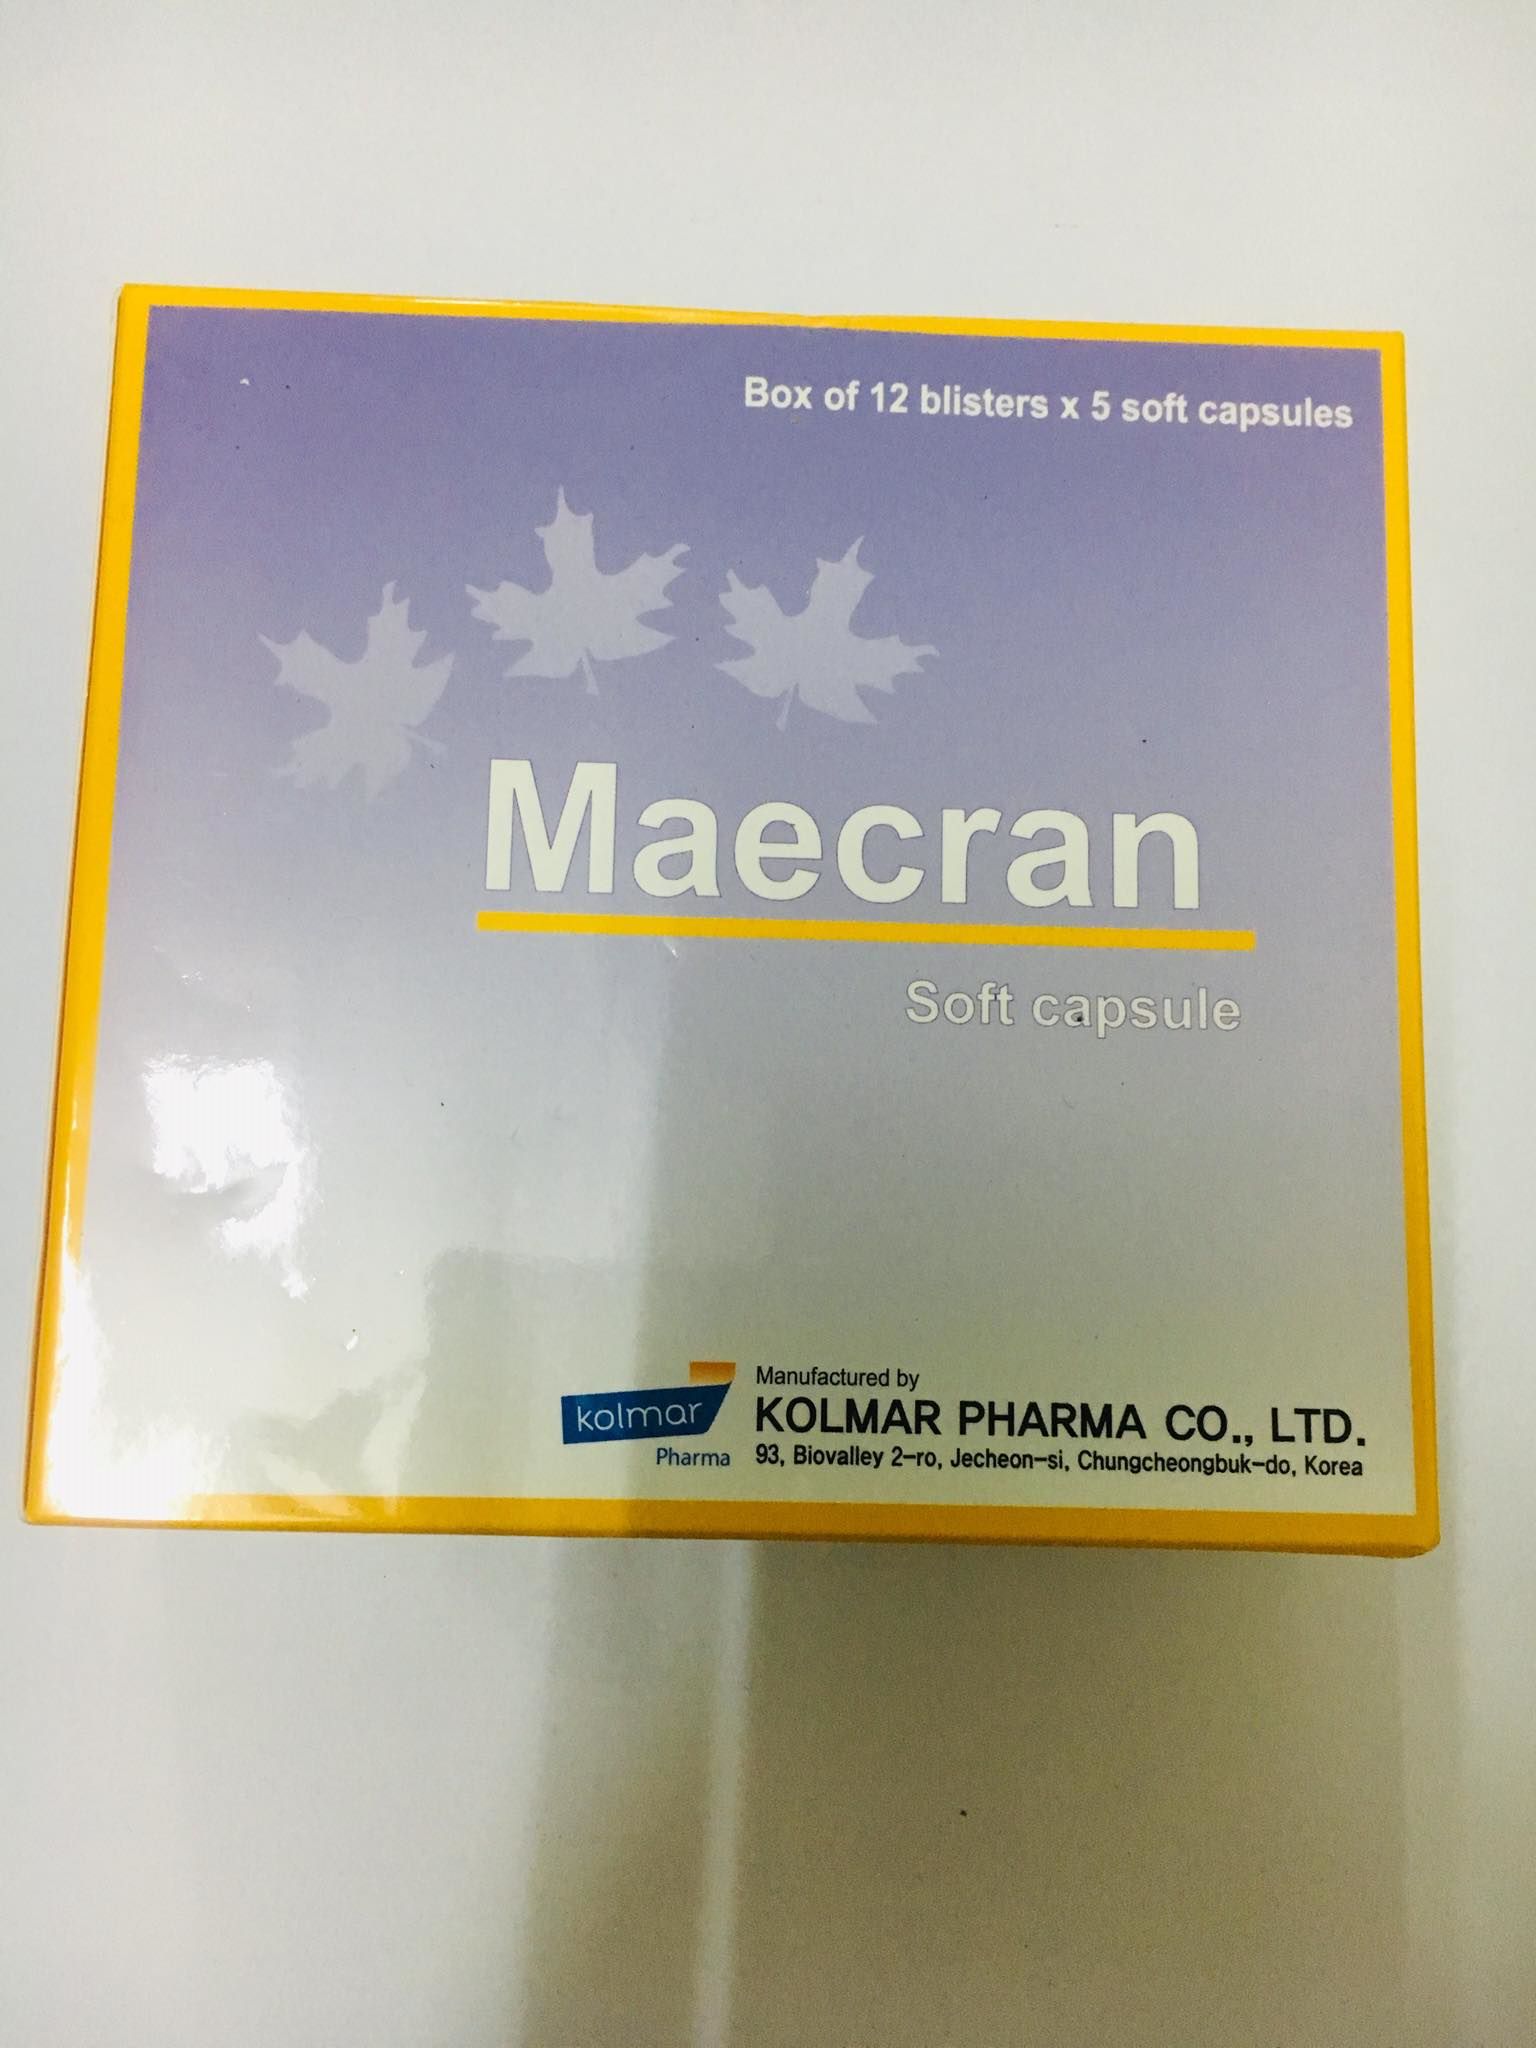 Box of 12 blisters x 5 soft capsules
Maecran
Soft capsule
kolmar
Pharma
Manufactured by
KOLMAR PHARMA CO., LTD.
93, Biovalley 2-ro, Jecheon-si, Chungcheongbuk-do, Korea